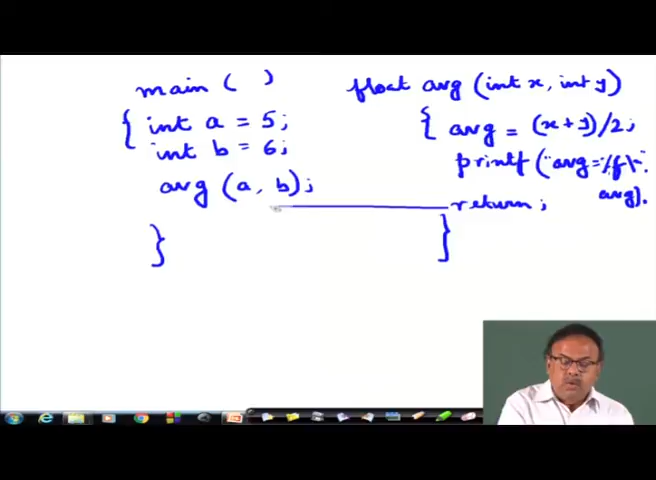 main ( )
{ int a = 5;
int b = 6;
avg (a, b);
}
float avg (int x, int y)
{ avg = (x+y)/2;
printf ("avg=%f\"
avg).
return;
}